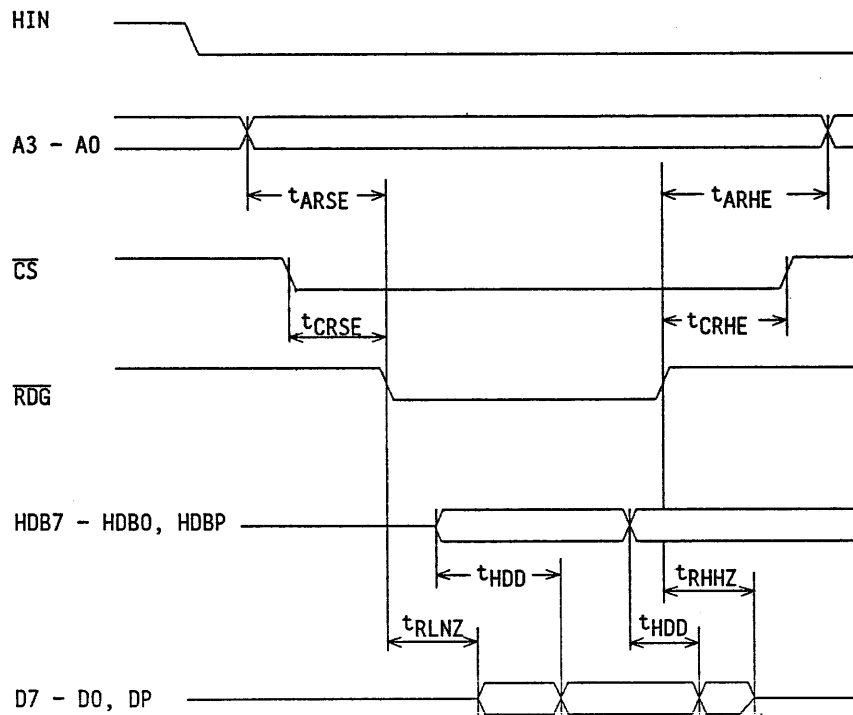 HIN
A3 - A0
tARSE
tARHE
CS
tCRSE
tCRHE
RDG
HDB7 - HDB0, HDBP
tHDD
tRHHZ
tRLNZ
tHDD
D7 - D0, DP